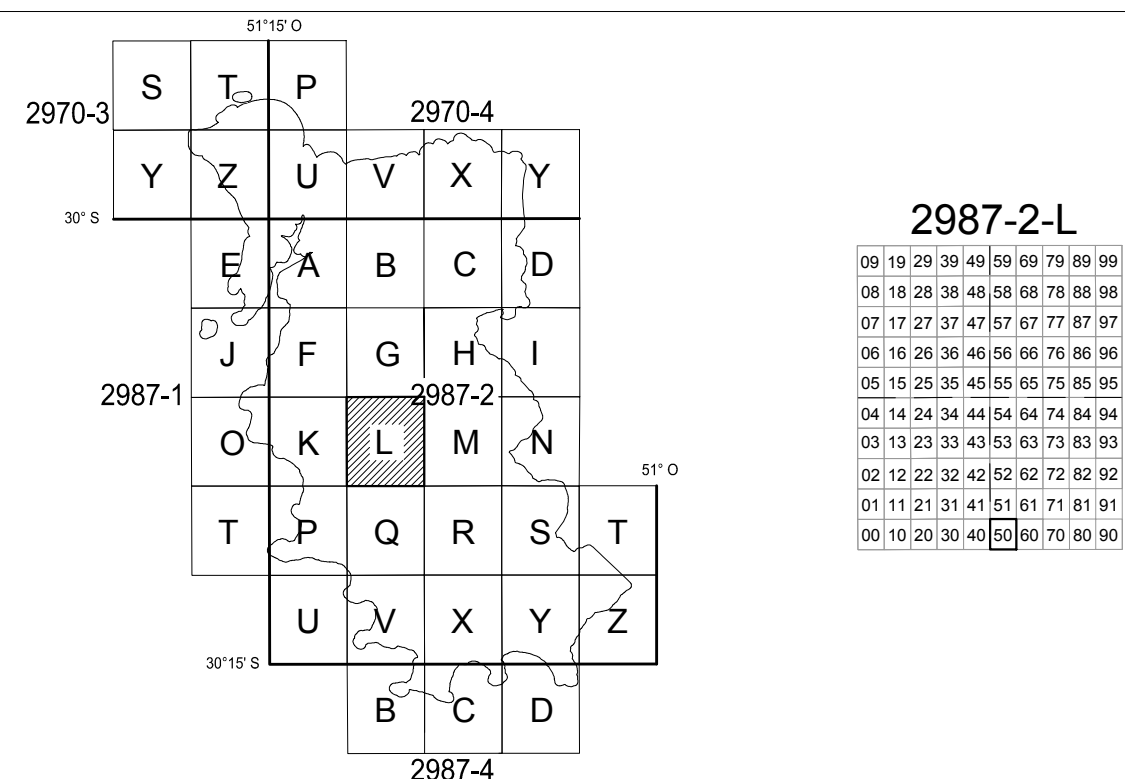 51°15' O
S T P
2970-3 2970-4
Y Z U V X Y
30° S
E A B C D
J F G H I
2987-1 2987-2
O K L M N
51° O
T P Q R S T
U V X Y Z
30°15' S
B C D
2987-4
2987-2-L
09 19 29 39 49 59 69 79 89 99
08 18 28 38 48 58 68 78 88 98
07 17 27 37 47 57 67 77 87 97
06 16 26 36 46 56 66 76 86 96
05 15 25 35 45 55 65 75 85 95
04 14 24 34 44 54 64 74 84 94
03 13 23 33 43 53 63 73 83 93
02 12 22 32 42 52 62 72 82 92
01 11 21 31 41 51 61 71 81 91
00 10 20 30 40 50 60 70 80 90